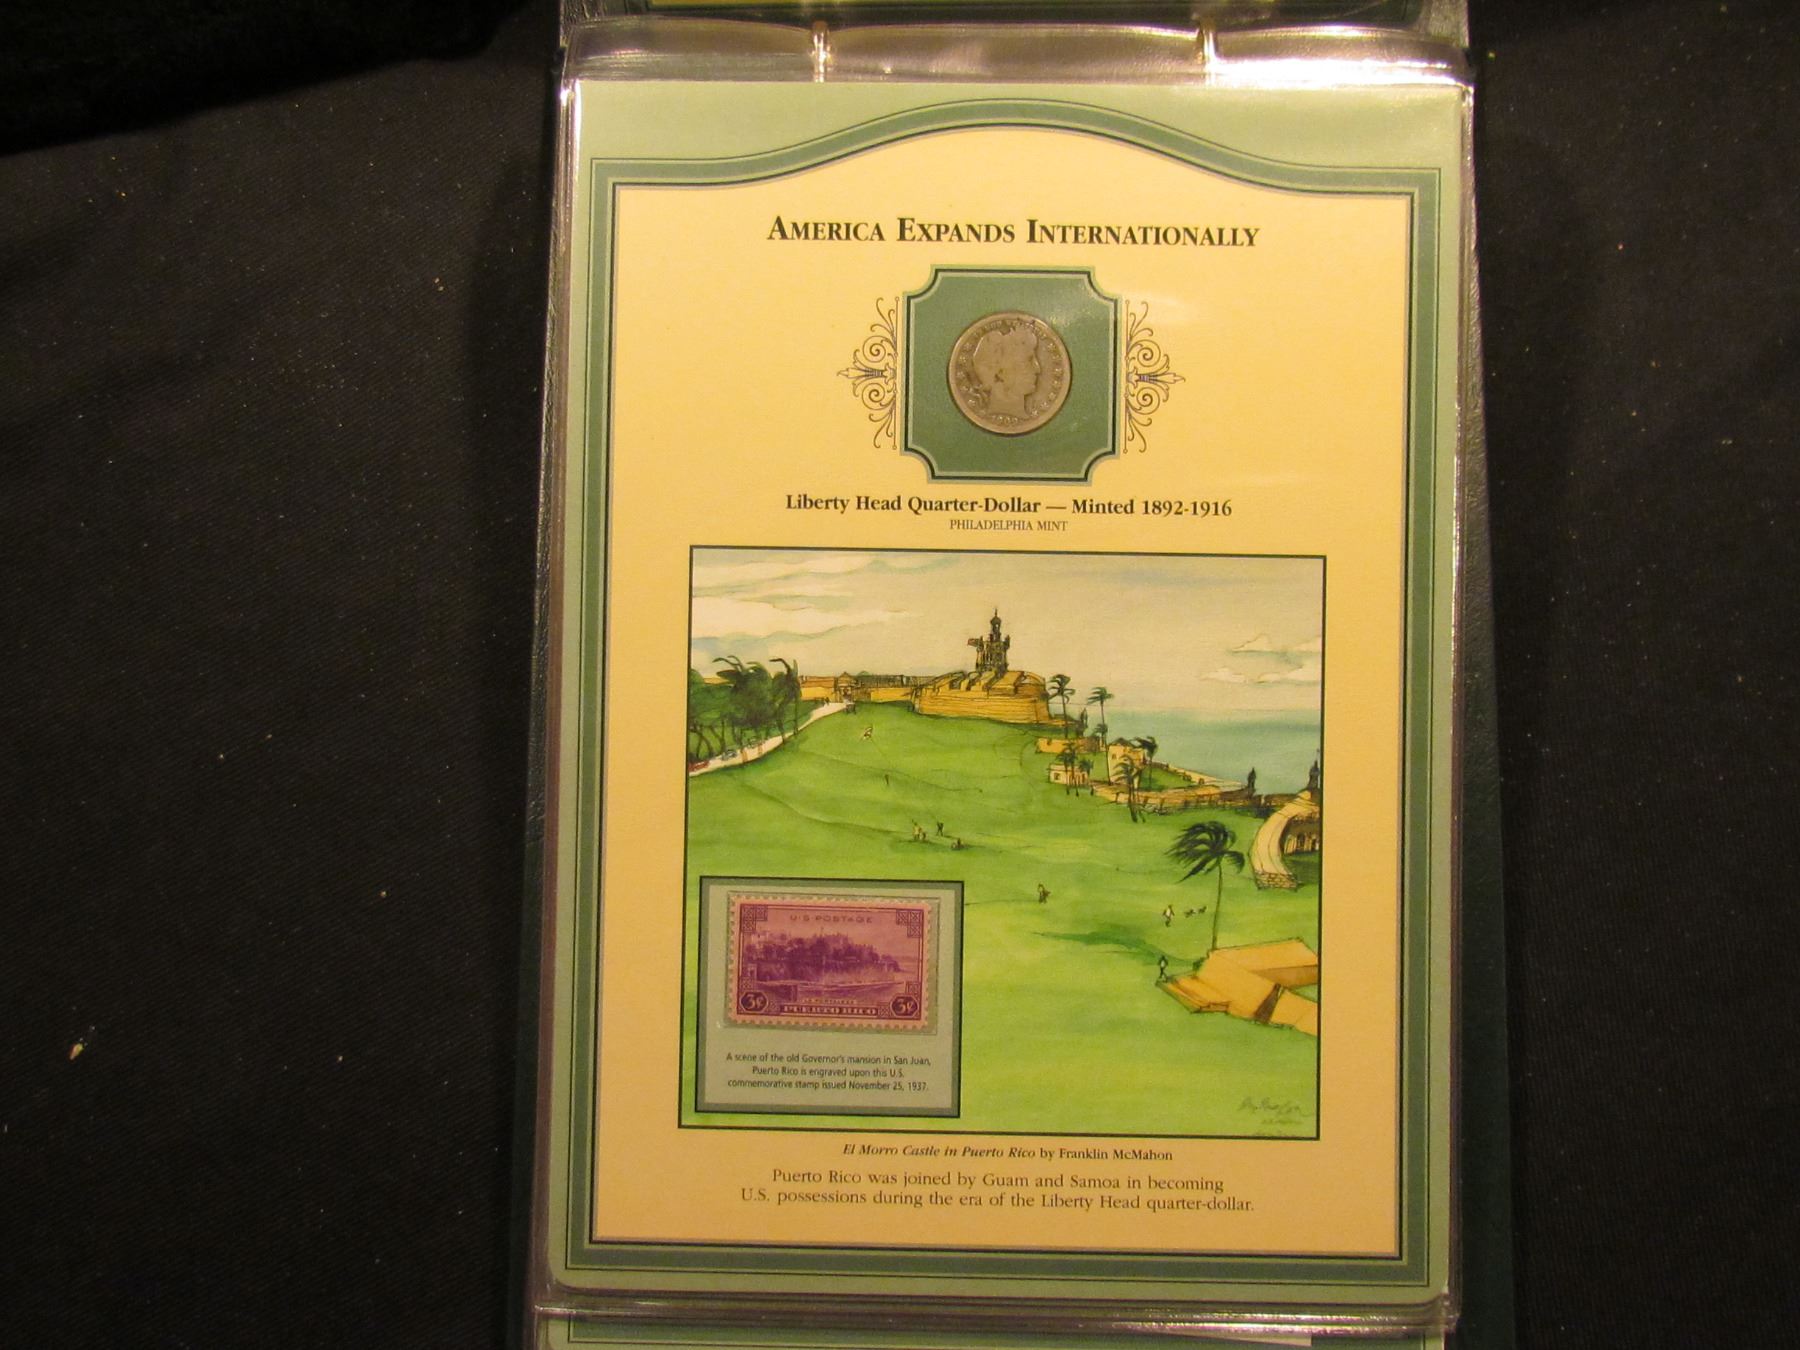 AMERICA EXPANDS INTERNATIONALLY
Liberty Head Quarter-Dollar — Minted 1892-1916
PHILADELPHIA MINT
U·S·POSTAGE
LA FORTALEZA
3¢ PUERTO RICO 3¢
A scene of the old Governor's mansion in San Juan,
Puerto Rico is engraved upon this U.S.
commemorative stamp issued November 25, 1937.
El Morro Castle in Puerto Rico by Franklin McMahon
Puerto Rico was joined by Guam and Samoa in becoming
U.S. possessions during the era of the Liberty Head quarter-dollar.